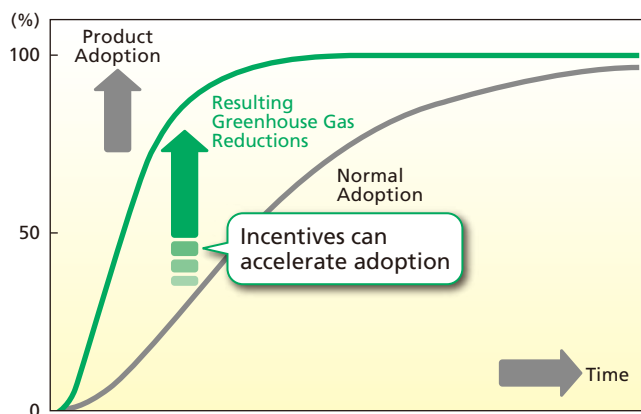 (%)
100
Product
Adoption
Resulting
Greenhouse Gas
Reductions
Normal
Adoption
50
Incentives can
accelerate adoption
Time
0